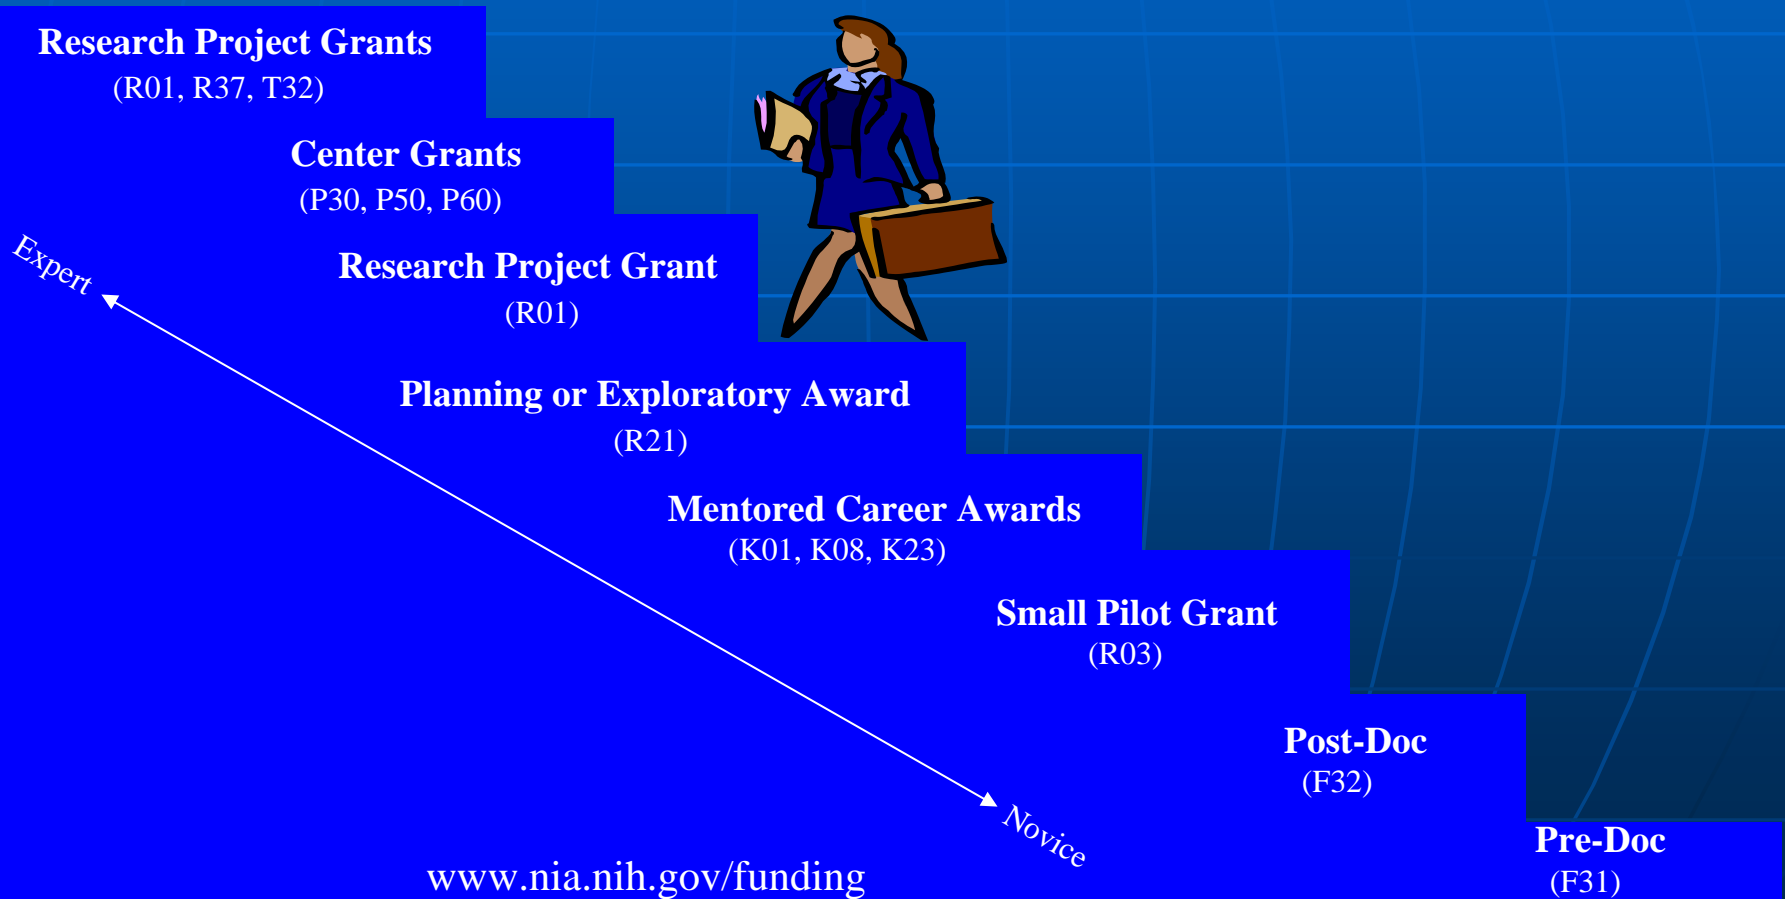 Research Project Grants
(R01, R37, T32)
Center Grants
(P30, P50, P60)
Expert
Research Project Grant
(R01)
Planning or Exploratory Award
(R21)
Mentored Career Awards
(K01, K08, K23)
Small Pilot Grant
(R03)
Post-Doc
(F32)
Novice
Pre-Doc
(F31)
www.nia.nih.gov/funding